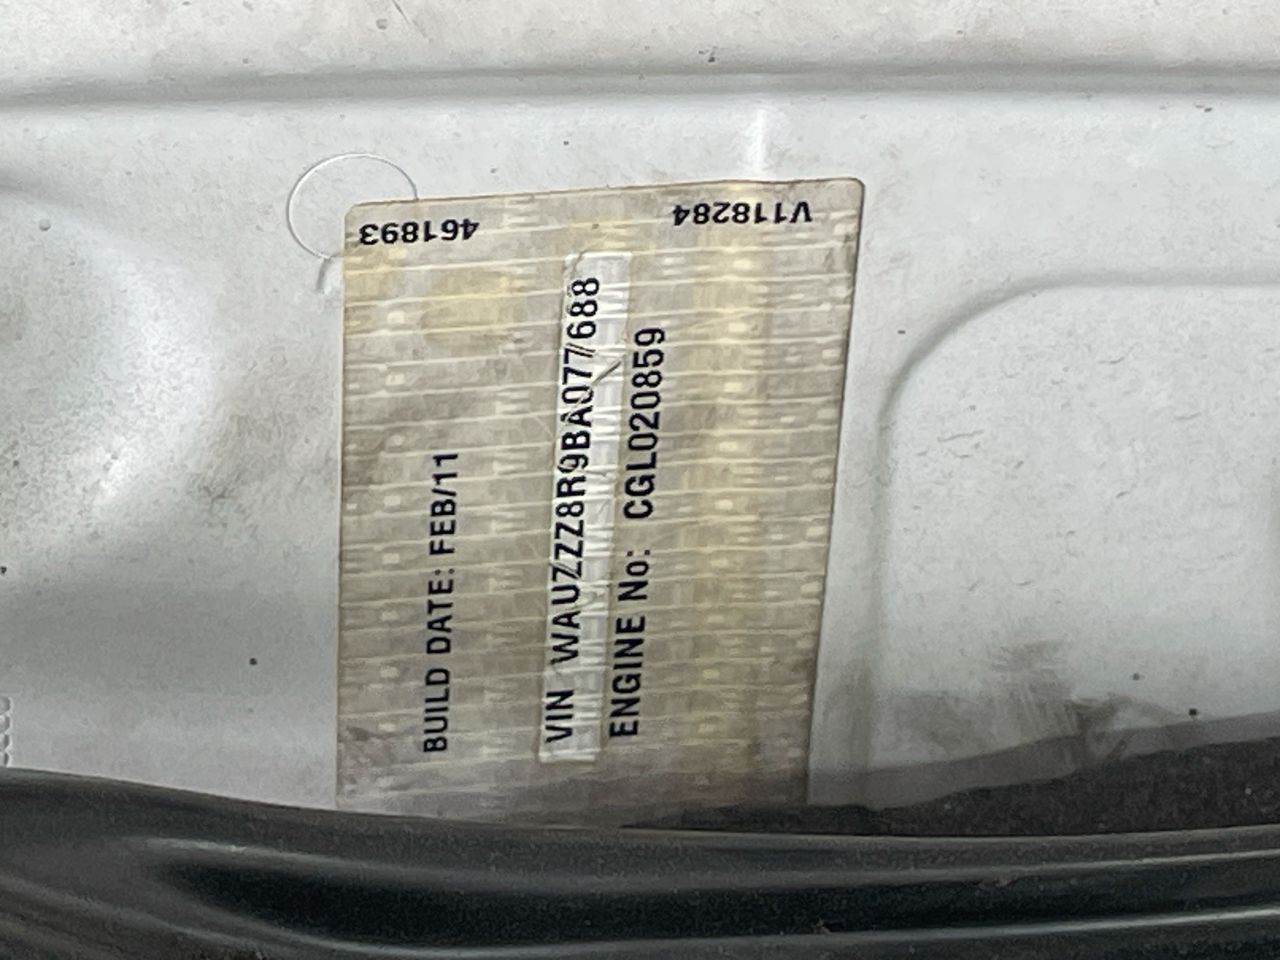 461893
V118284
BUILD DATE: FEB/11
VIN WAUZZZ8R9BA077688
ENGINE No: CGL020859